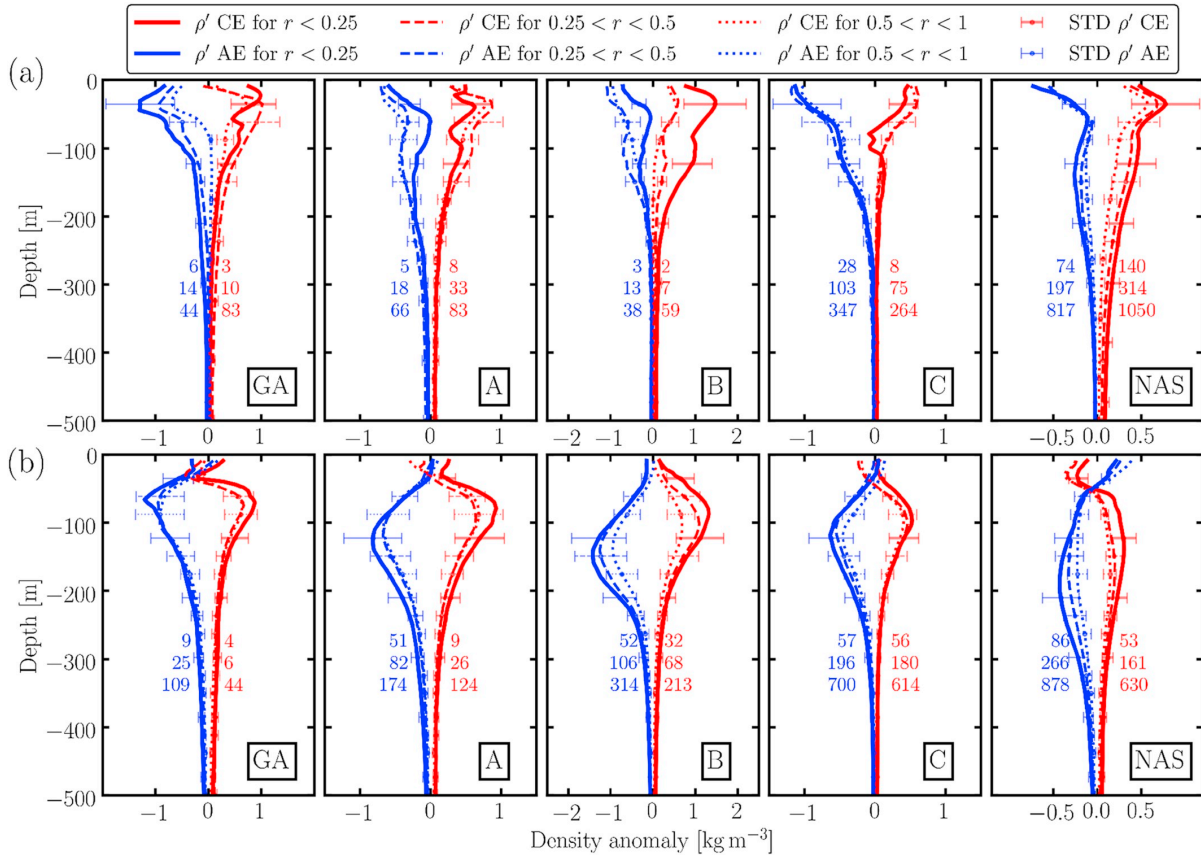 ρ′ CE for r < 0.25 ρ′ CE for 0.25 < r < 0.5 ρ′ CE for 0.5 < r < 1 STD ρ′ CE
ρ′ AE for r < 0.25 ρ′ AE for 0.25 < r < 0.5 ρ′ AE for 0.5 < r < 1 STD ρ′ AE
(a)
Depth [m]
0
−100
−200
−300
−400
−500
6 3
14 10
44 83
GA
−1 0 1
5 8
18 33
66 83
A
−1 0 1
3 2
13 7
38 59
B
−2 −1 0 1 2
28 8
103 75
347 264
C
−1 0 1
74 140
197 314
817 1050
NAS
−0.5 0.0 0.5
(b)
Depth [m]
0
−100
−200
−300
−400
−500
9 4
25 6
109 44
GA
−1 0 1
51 9
82 26
174 124
A
−1 0 1
52 32
106 68
314 213
B
−2 −1 0 1 2
57 56
196 180
700 614
C
−1 0 1
86 53
266 161
878 630
NAS
−0.5 0.0 0.5
Density anomaly [kg m−3]